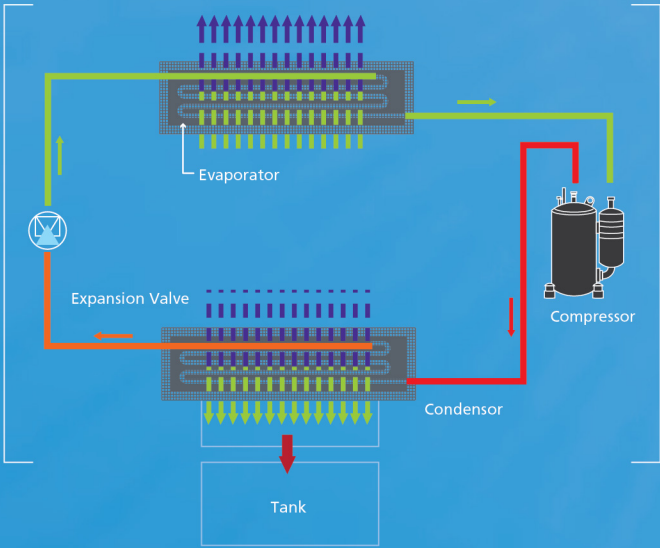 Evaporator
Expansion Valve
Compressor
Condensor
Tank